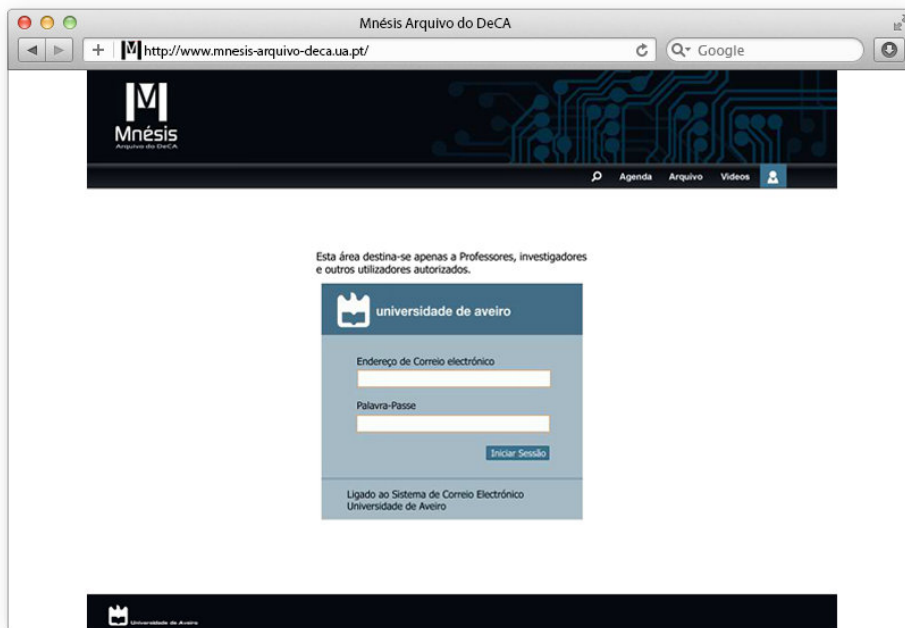 Mnésis Arquivo do DeCA
http://www.mnesis-arquivo-deca.ua.pt/
Google
M
Mnésis
Arquivo do DeCA
Agenda Arquivo Videos
Esta área destina-se apenas a Professores, investigadores
e outros utilizadores autorizados.
universidade de aveiro
Endereço de Correio electrónico
Palavra-Passe
Iniciar Sessão
Ligado ao Sistema de Correio Electrónico
Universidade de Aveiro
Universidade de Aveiro